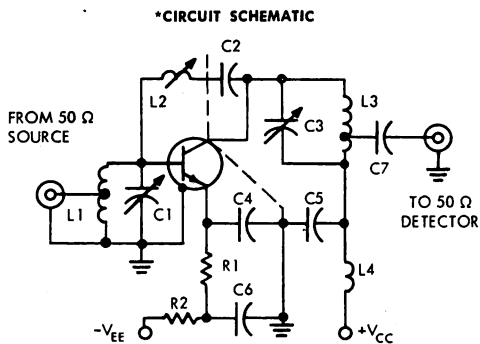 *CIRCUIT SCHEMATIC
C2
L2
L3
FROM 50 Ω
SOURCE
C3
C7
L1
C1
C4
C5
TO 50 Ω
DETECTOR
R1
L4
C6
R2
-VEE
+VCC